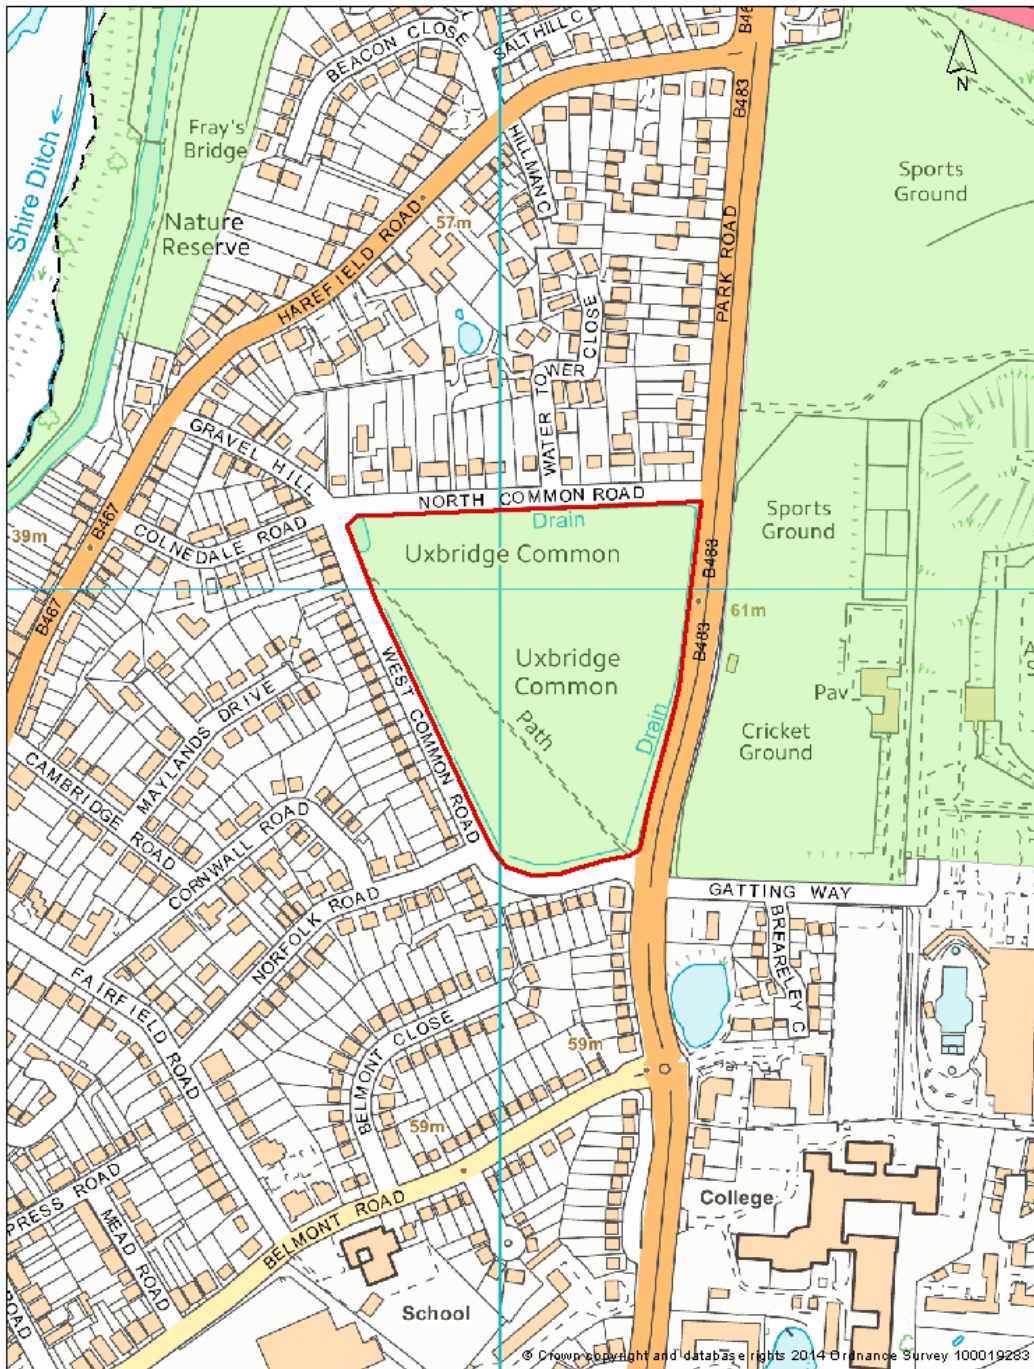 BEACON CLOSE
SALTHILL C
B46
B483
N
Fray's
Bridge
Shire Ditch
HILLMAN C
Sports
Ground
Nature
Reserve
57m
HAREFIELD ROAD
PARK ROAD
WATER TOWER CLOSE
GRAVEL HILL
NORTH COMMON ROAD
B467
39m
COLNEDALE ROAD
Drain
Sports
Ground
Uxbridge Common
B483
B467
61m
B483
WEST COMMON ROAD
Uxbridge
Common
Pav
MAYLANDS DRIVE
Path
Drain
Cricket
Ground
CAMBRIDGE ROAD
CORNWALL ROAD
NORFOLK ROAD
GATTING WAY
BREARLEY C
FAIRFIELD ROAD
BELMONT CLOSE
59m
59m
PRESS ROAD
MEAD ROAD
BELMONT ROAD
College
School
ROAD
© Crown copyright and database rights 2014 Ordnance Survey 100019283